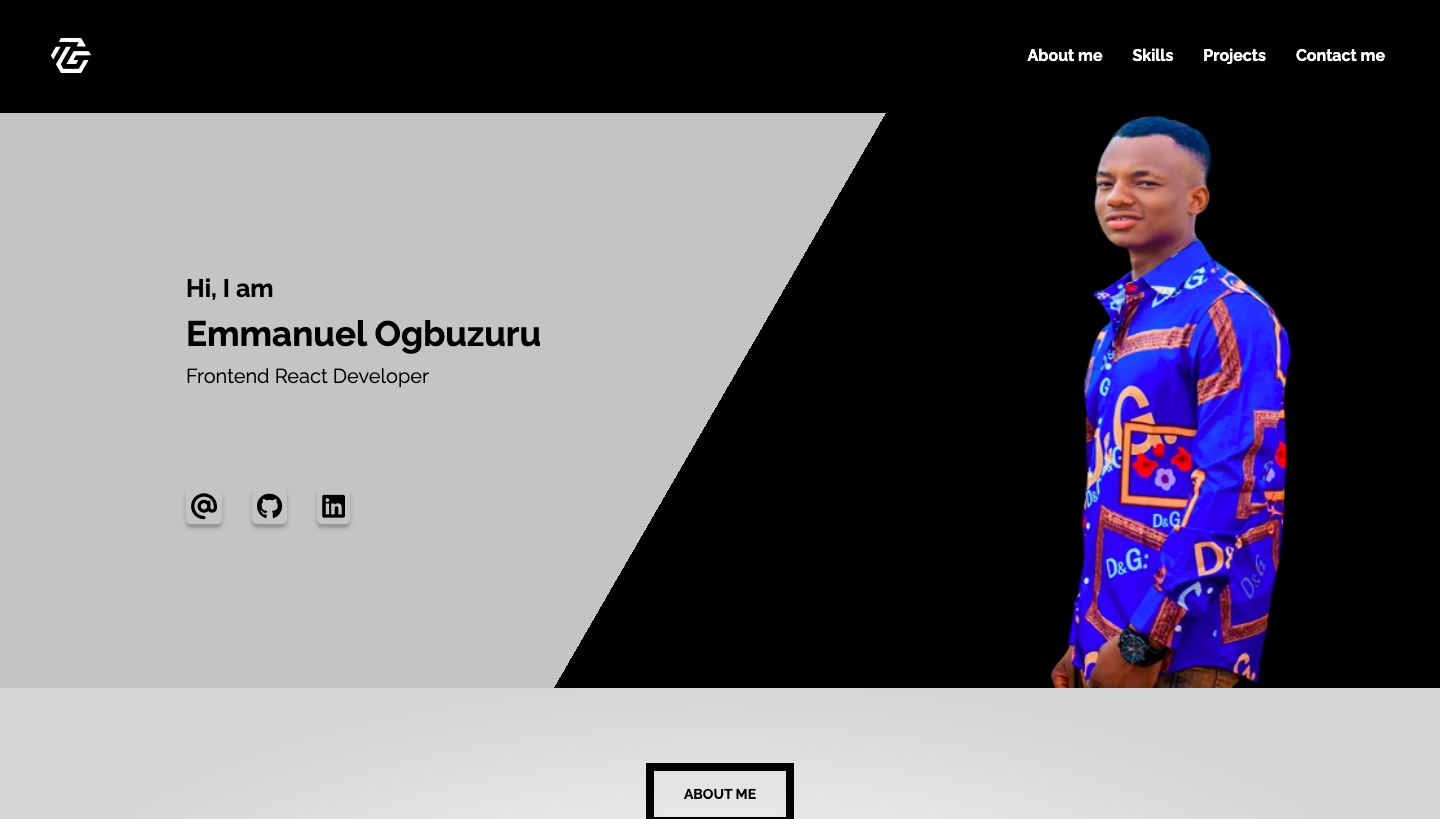 About me Skills Projects Contact me
Hi, I am
Emmanuel Ogbuzuru
Frontend React Developer
G
G.
D&G
D&G:
D&G
ABOUT ME